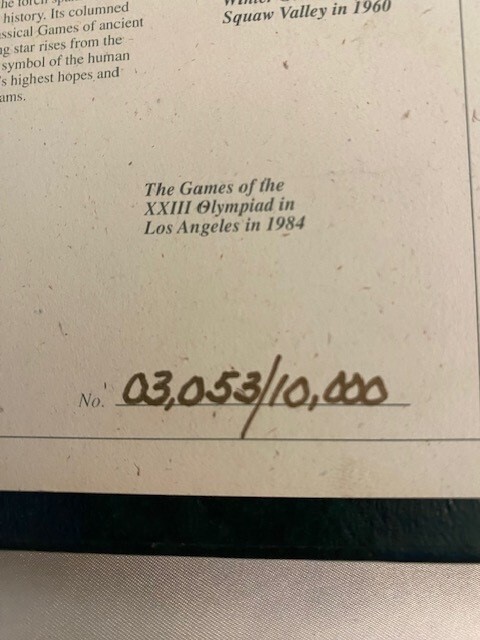 history. Its columned
Games of ancient
star rises from the
symbol of the human
highest hopes and
Squaw Valley in 1960
The Games of the
XXIII Olympiad in
Los Angeles in 1984
No. 03,053/10,000